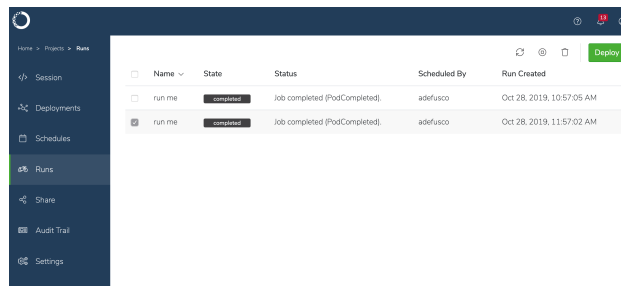 13
Home > Projects > Runs
Deploy
Name State Status Scheduled By Run Created
Session
run me completed Job completed (PodCompleted). adefusco Oct 28, 2019, 10:57:05 AM
Deployments
run me completed Job completed (PodCompleted). adefusco Oct 28, 2019, 11:57:02 AM
Schedules
Runs
Share
Audit Trail
Settings